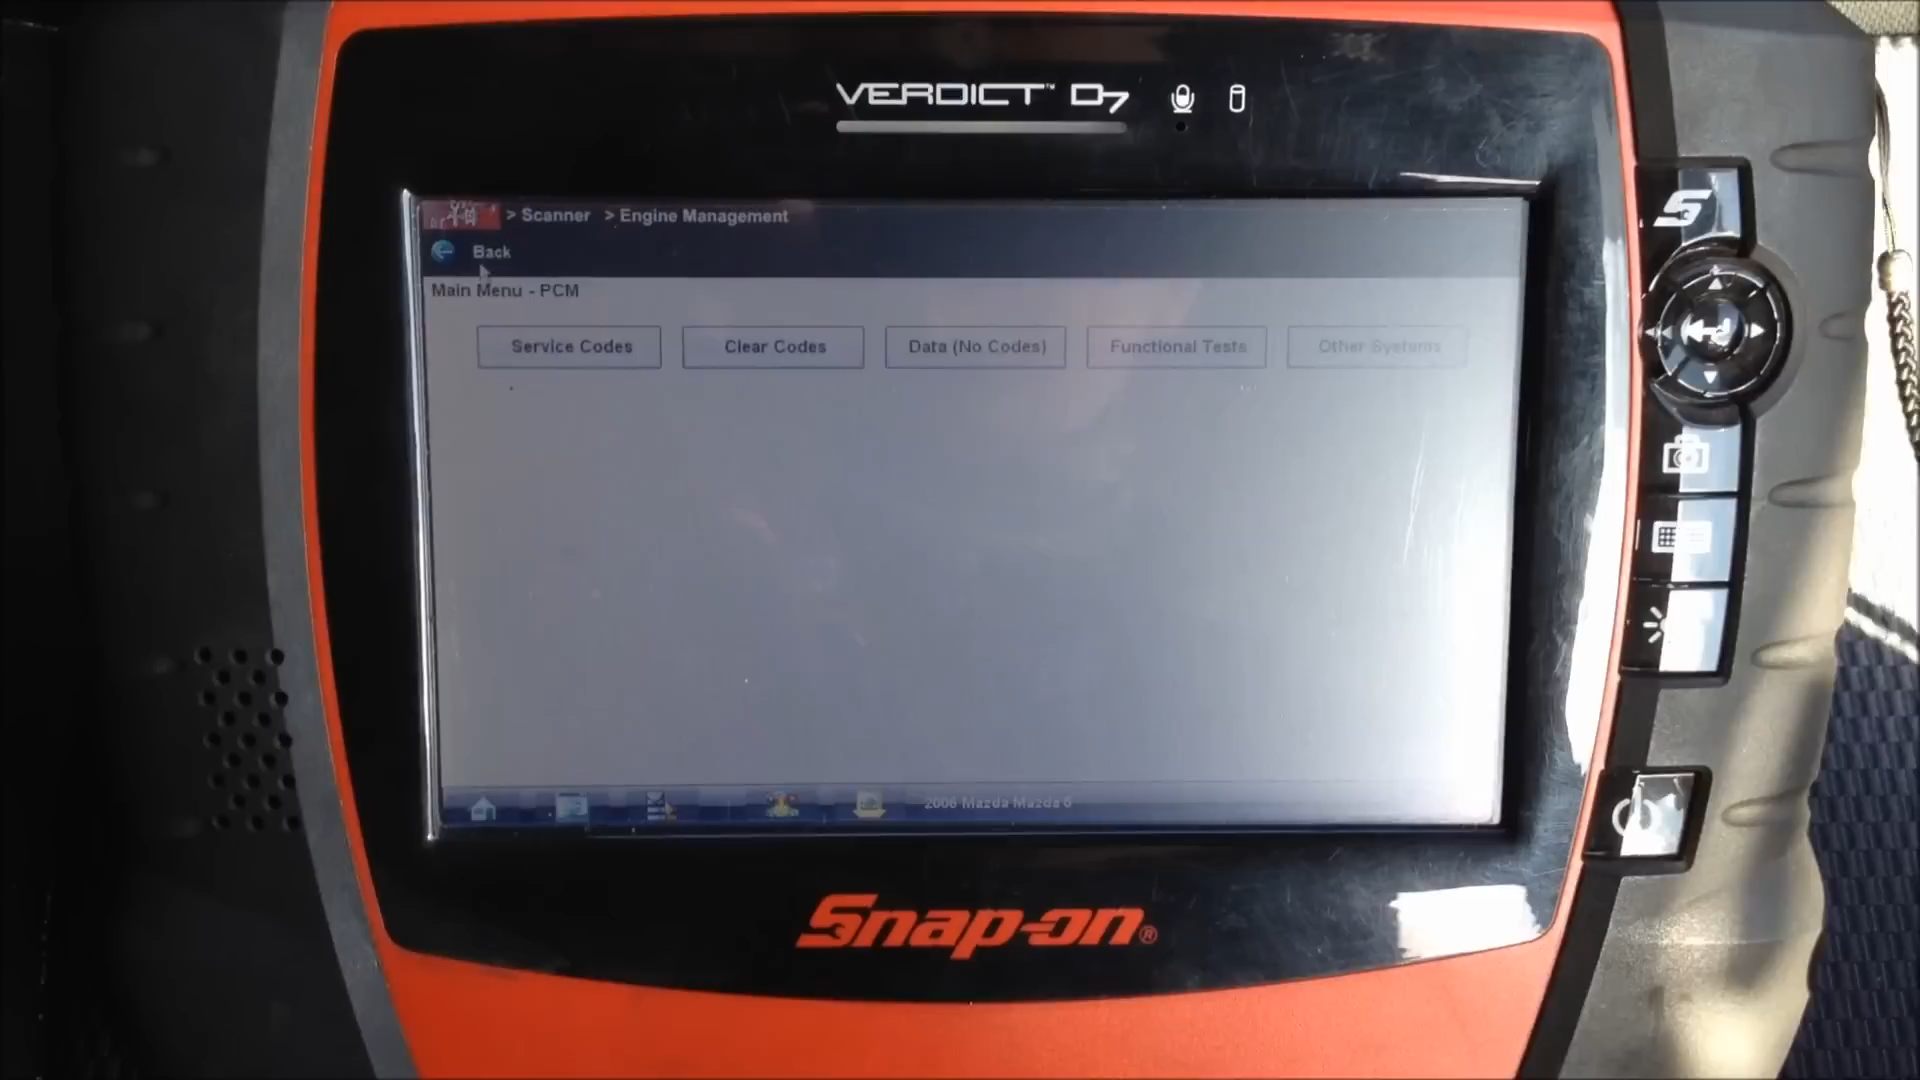 VERDICT™ D7
> Scanner > Engine Management
Back
Main Menu - PCM
Service Codes Clear Codes Data (No Codes) Functional Tests Other Systems
2006 Mazda Mazda 6
Snap-on®